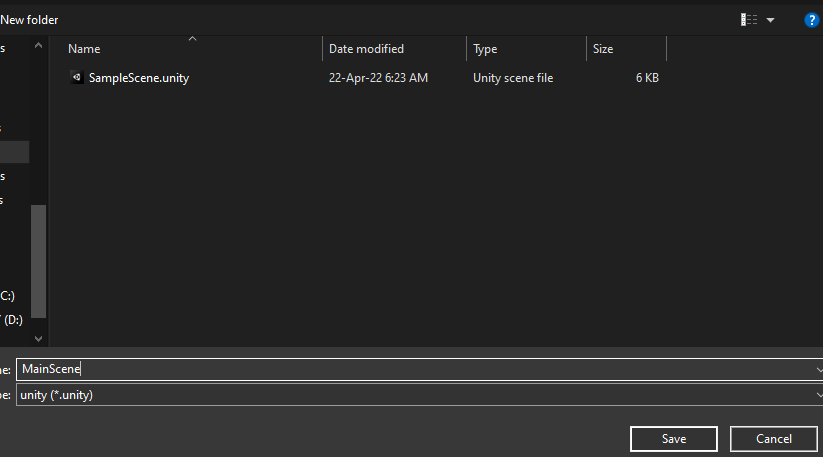 New folder
?
s
Name Date modified Type Size
SampleScene.unity 22-Apr-22 6:23 AM Unity scene file 6 KB
s
s
s
C:)
(D:)
ne: MainScene
pe: unity (*.unity)
Save Cancel